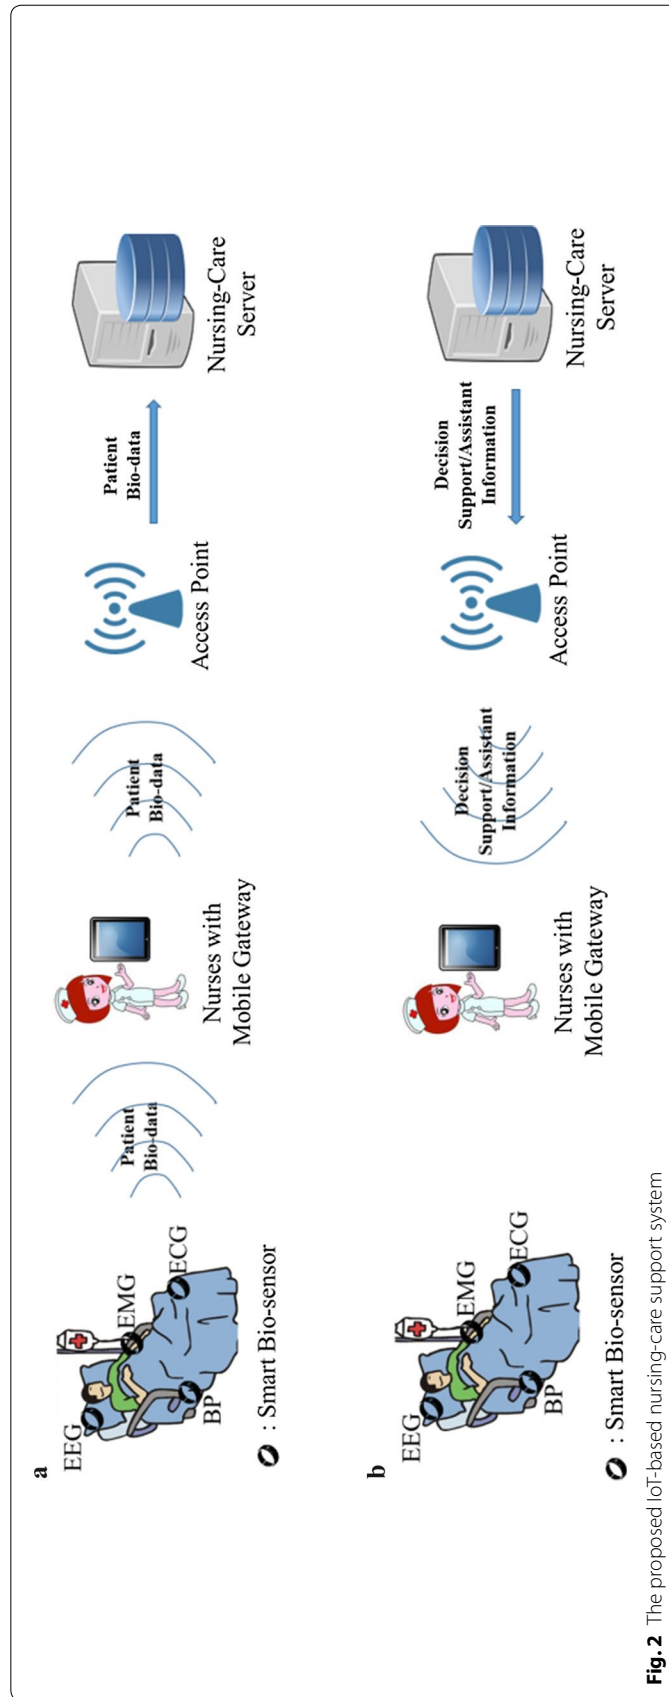 a
EEG
EMG
ECG
BP
: Smart Bio-sensor
Patient
Bio-data
Nurses with
Mobile Gateway
Patient
Bio-data
Access Point
Patient
Bio-data
Nursing-Care
Server
b
EEG
EMG
ECG
BP
: Smart Bio-sensor
Nurses with
Mobile Gateway
Decision
Support/Assistant
Information
Access Point
Decision
Support/Assistant
Information
Nursing-Care
Server
Fig. 2 The proposed IoT-based nursing-care support system